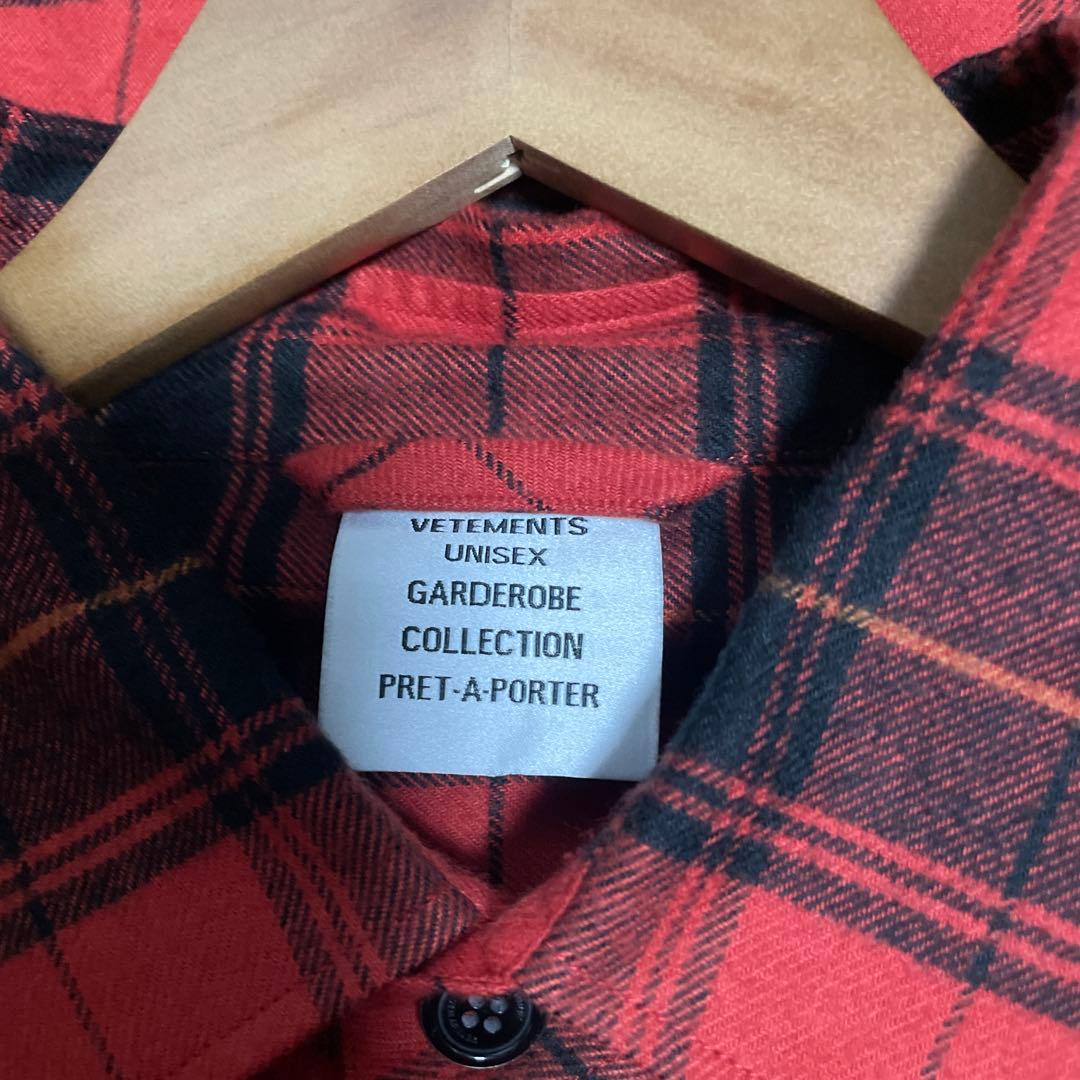 VETEMENTS
UNISEX
GARDEROBE
COLLECTION
PRET-A-PORTER